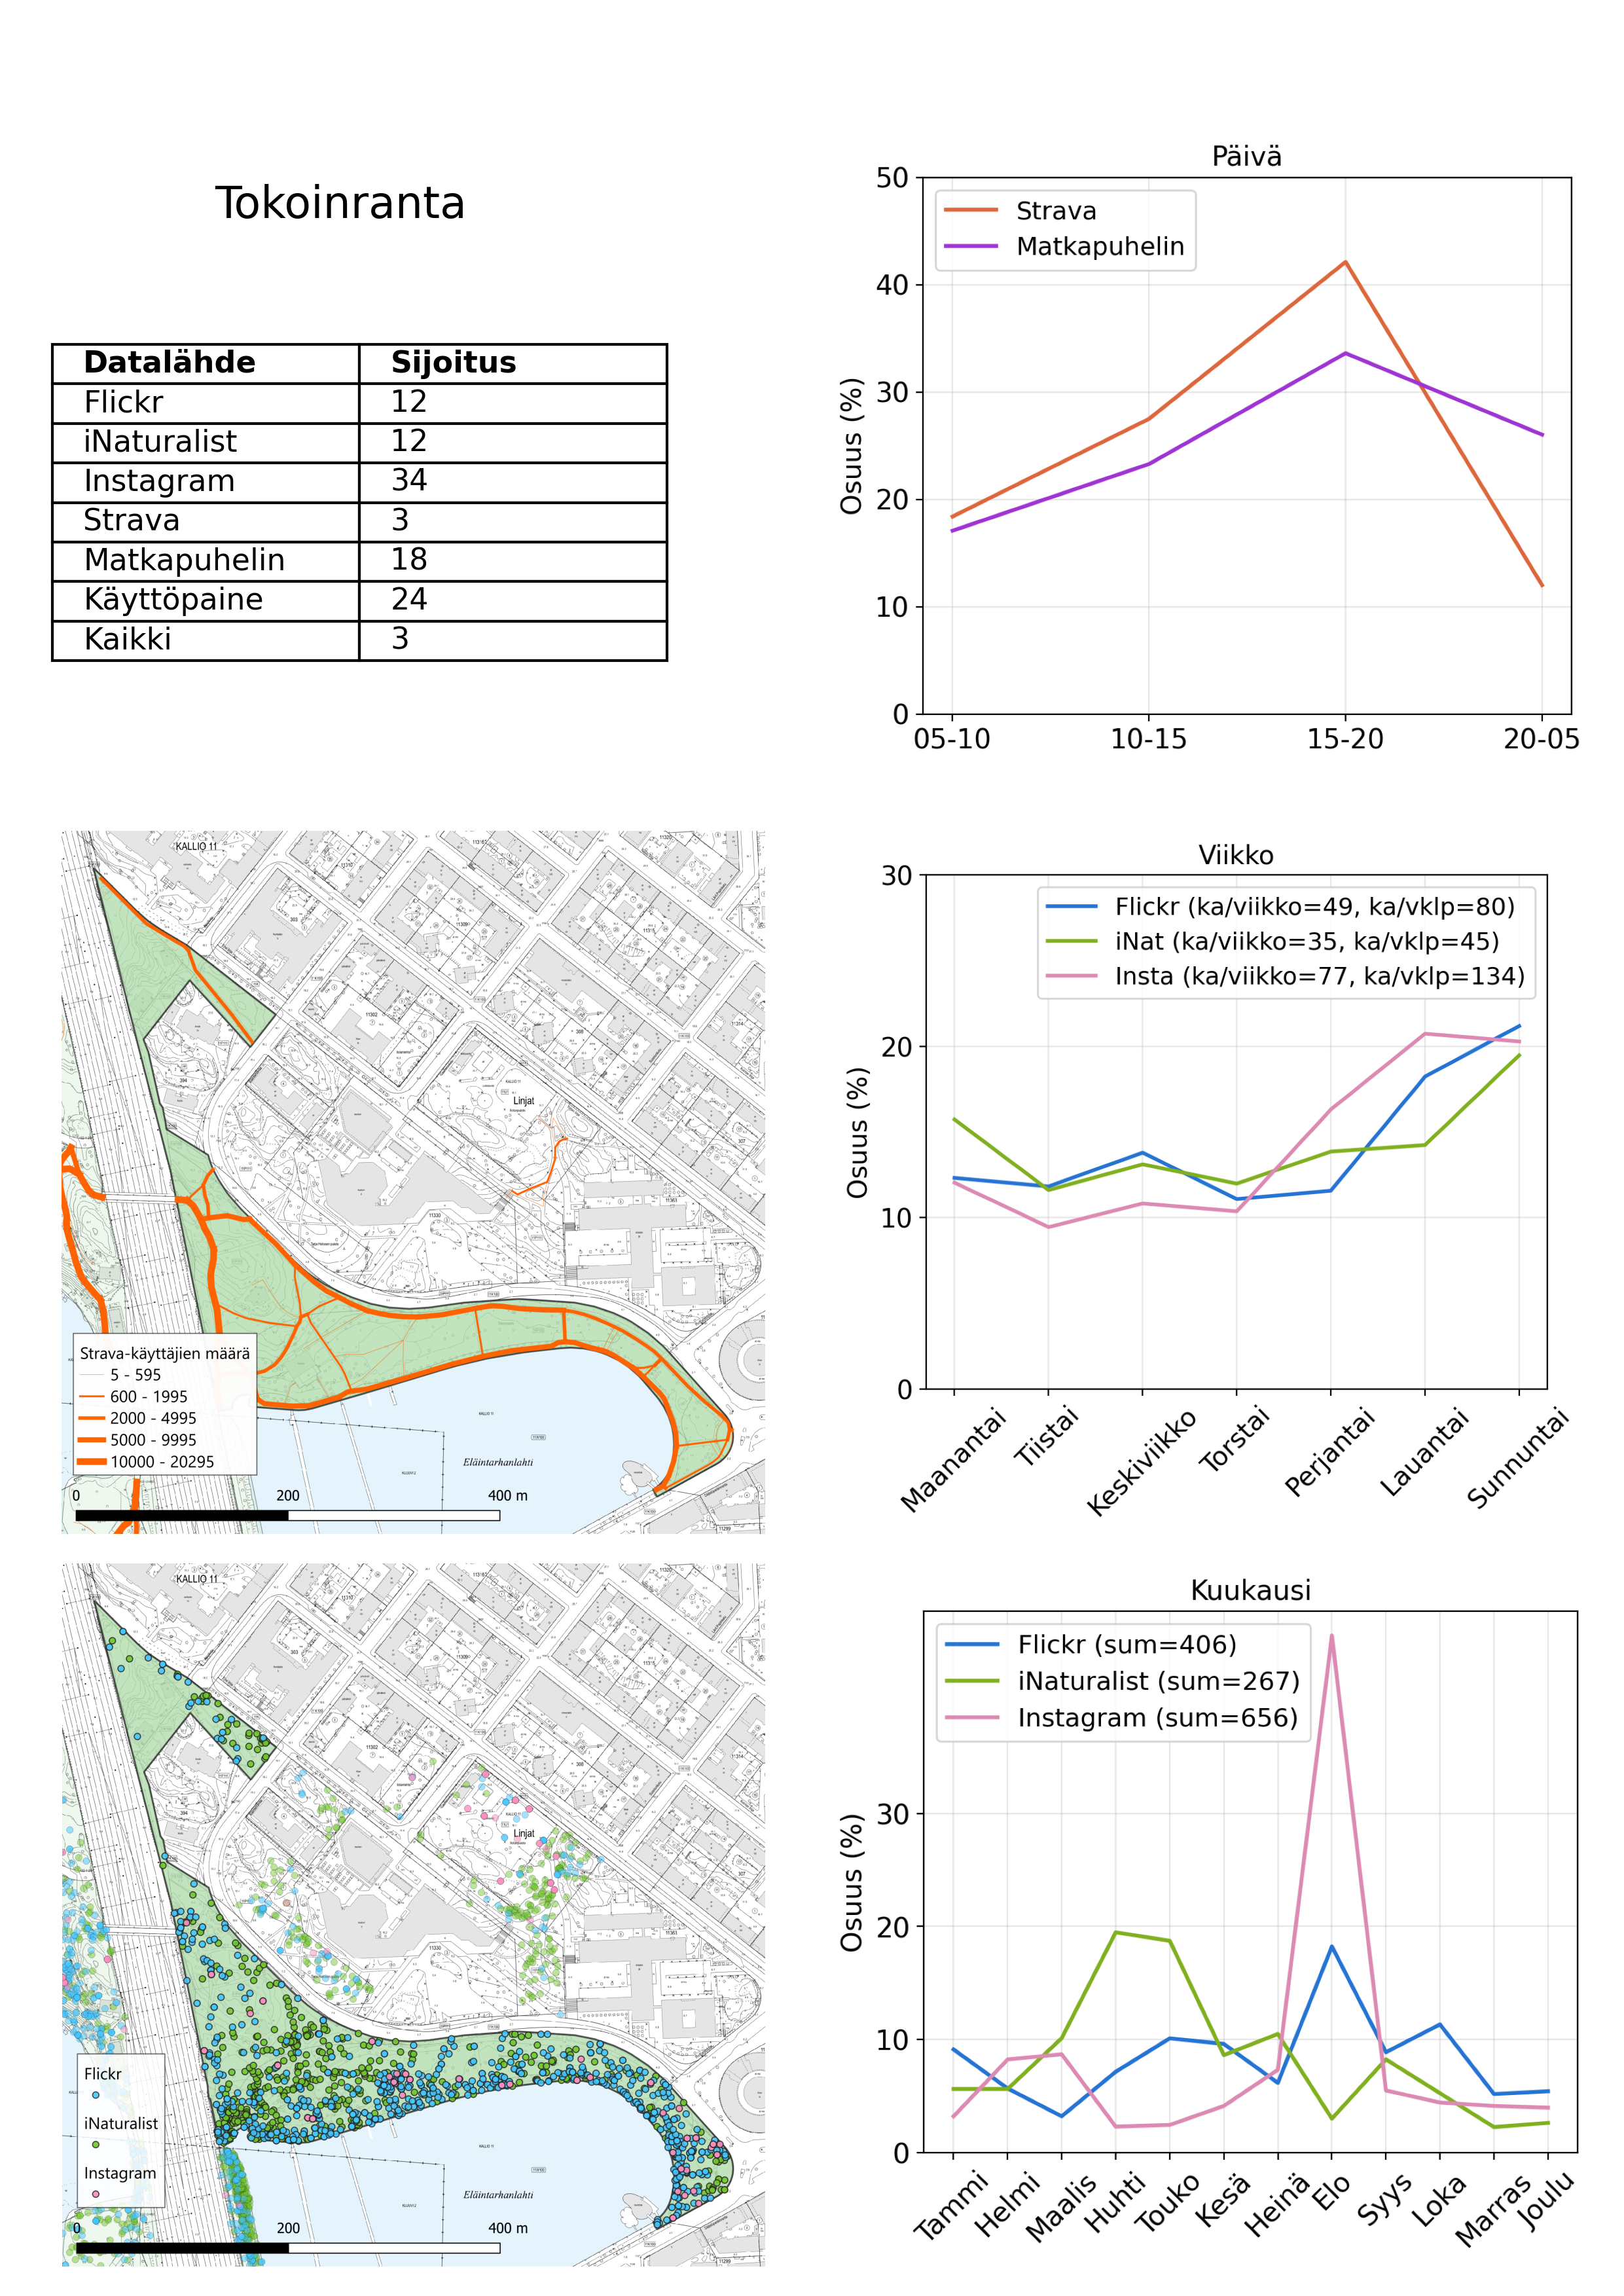 Tokoinranta
Datalähde Sijoitus
Flickr 12
iNaturalist 12
Instagram 34
Strava 3
Matkapuhelin 18
Käyttöpaine 24
Kaikki 3
Päivä
Strava
Matkapuhelin
Osuus (%)
50
40
30
20
10
0
05-10 10-15 15-20 20-05
KALLIO 11
Linjat
KALLIO 11
Eläintarhanlahti
Strava-käyttäjien määrä
5 - 595
600 - 1995
2000 - 4995
5000 - 9995
10000 - 20295
0 200 400 m
Viikko
Flickr (ka/viikko=49, ka/vklp=80)
iNat (ka/viikko=35, ka/vklp=45)
Insta (ka/viikko=77, ka/vklp=134)
Osuus (%)
30
20
10
0
Maanantai Tiistai Keskiviikko Torstai Perjantai Lauantai Sunnuntai
KALLIO 11
Linjat
KALLIO 11
Eläintarhanlahti
Flickr
iNaturalist
Instagram
0 200 400 m
Kuukausi
Flickr (sum=406)
iNaturalist (sum=267)
Instagram (sum=656)
Osuus (%)
30
20
10
0
Tammi Helmi Maalis Huhti Touko Kesä Heinä Elo Syys Loka Marras Joulu